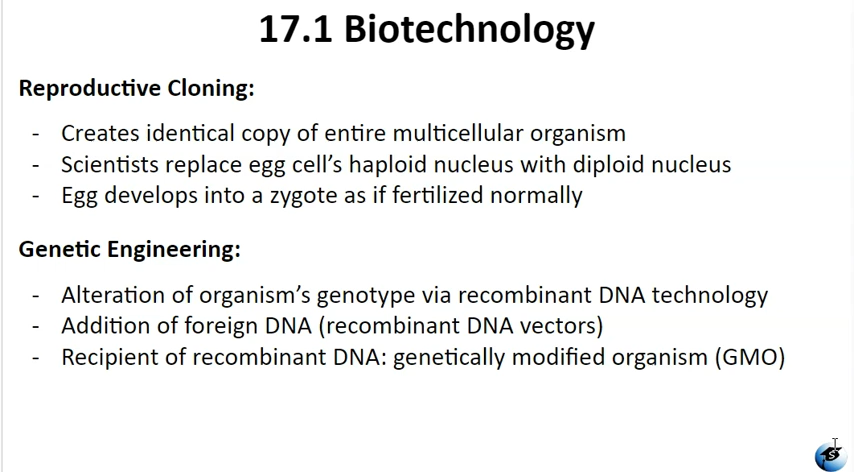 17.1 Biotechnology
Reproductive Cloning:
- Creates identical copy of entire multicellular organism
- Scientists replace egg cell's haploid nucleus with diploid nucleus
- Egg develops into a zygote as if fertilized normally
Genetic Engineering:
- Alteration of organism's genotype via recombinant DNA technology
- Addition of foreign DNA (recombinant DNA vectors)
- Recipient of recombinant DNA: genetically modified organism (GMO)
S